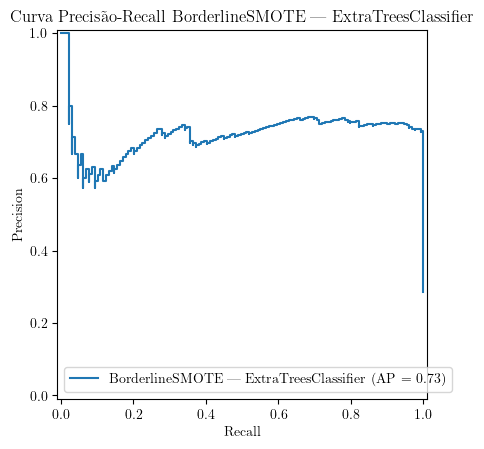 Curva Precisão-Recall BorderlineSMOTE — ExtraTreesClassifier
1.0
0.8
0.6
0.4
0.2
0.0
Precision
BorderlineSMOTE — ExtraTreesClassifier (AP = 0.73)
0.0 0.2 0.4 0.6 0.8 1.0
Recall